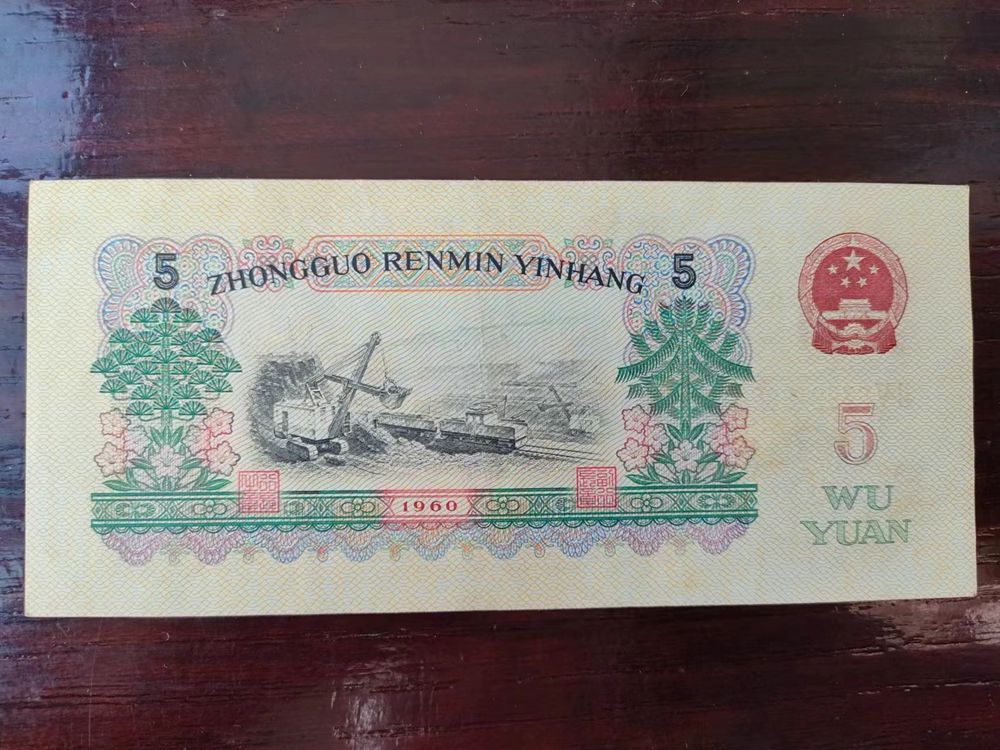 5 ZHONGGUO RENMIN YINHANG 5
5
WU
YUAN
1960